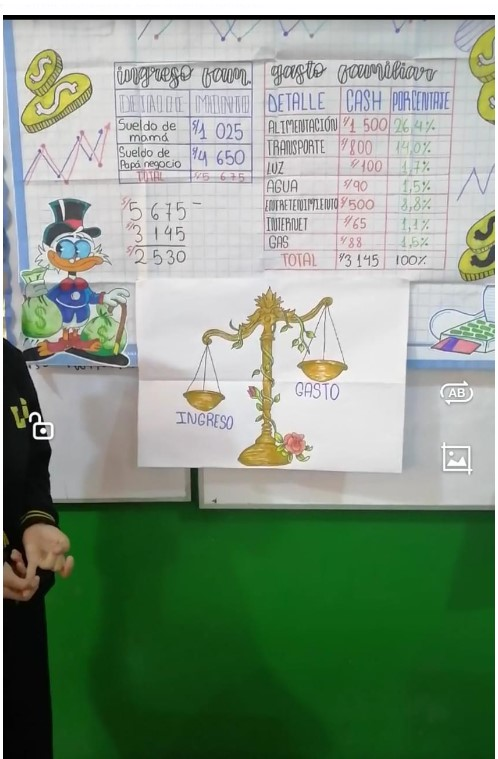 ingreso fam.
DETALLE MONTO
Sueldo de mamá S/1 025
Sueldo de Papá negocio S/4 650
TOTAL S/5 675
S/5 675 -
S/3 145
S/2 530
gasto familiar
DETALLE CASH PORCENTAJE
ALIMENTACIÓN S/1 500 26,4%
TRANSPORTE S/800 14,0%
LUZ S/100 1,7%
AGUA S/90 1,5%
ENTRETENIMIENTO S/500 8,8%
INTERNET S/65 1,1%
GAS S/88 1,5%
TOTAL S/3 145 100%
INGRESO
GASTO
AB